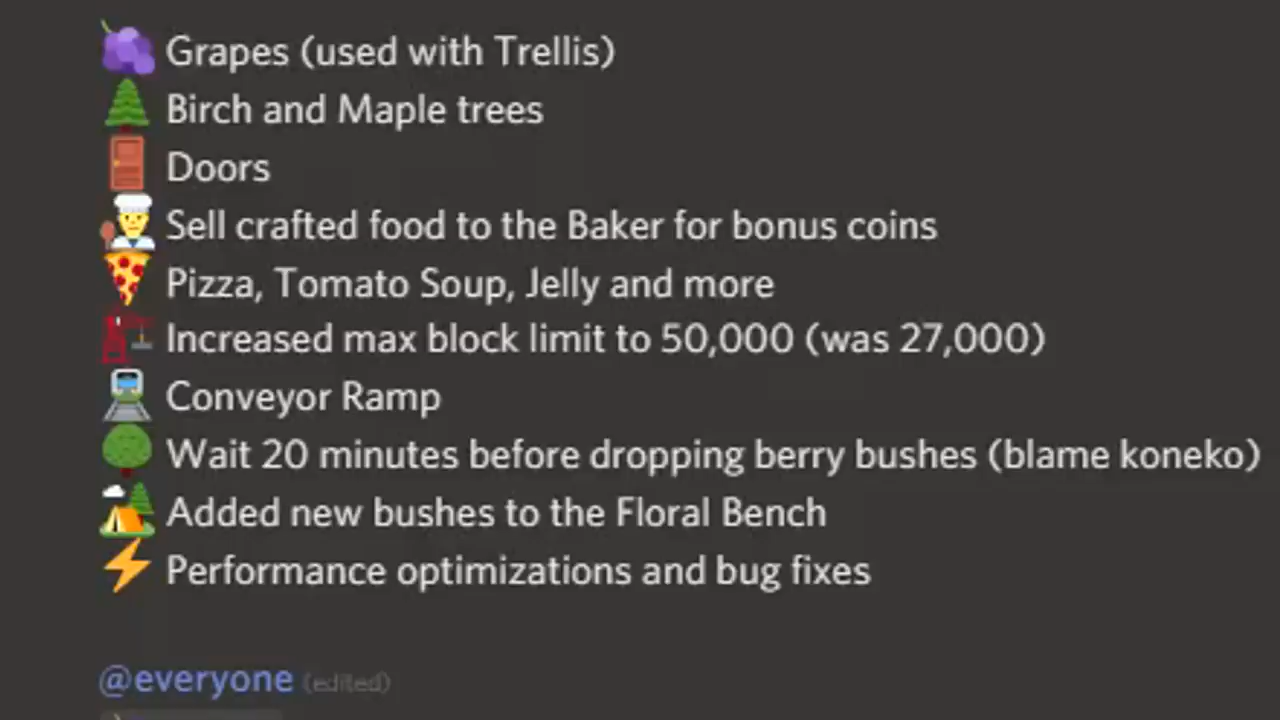 Grapes (used with Trellis)
Birch and Maple trees
Doors
Sell crafted food to the Baker for bonus coins
Pizza, Tomato Soup, Jelly and more
Increased max block limit to 50,000 (was 27,000)
Conveyor Ramp
Wait 20 minutes before dropping berry bushes (blame koneko)
Added new bushes to the Floral Bench
Performance optimizations and bug fixes
@everyone (edited)